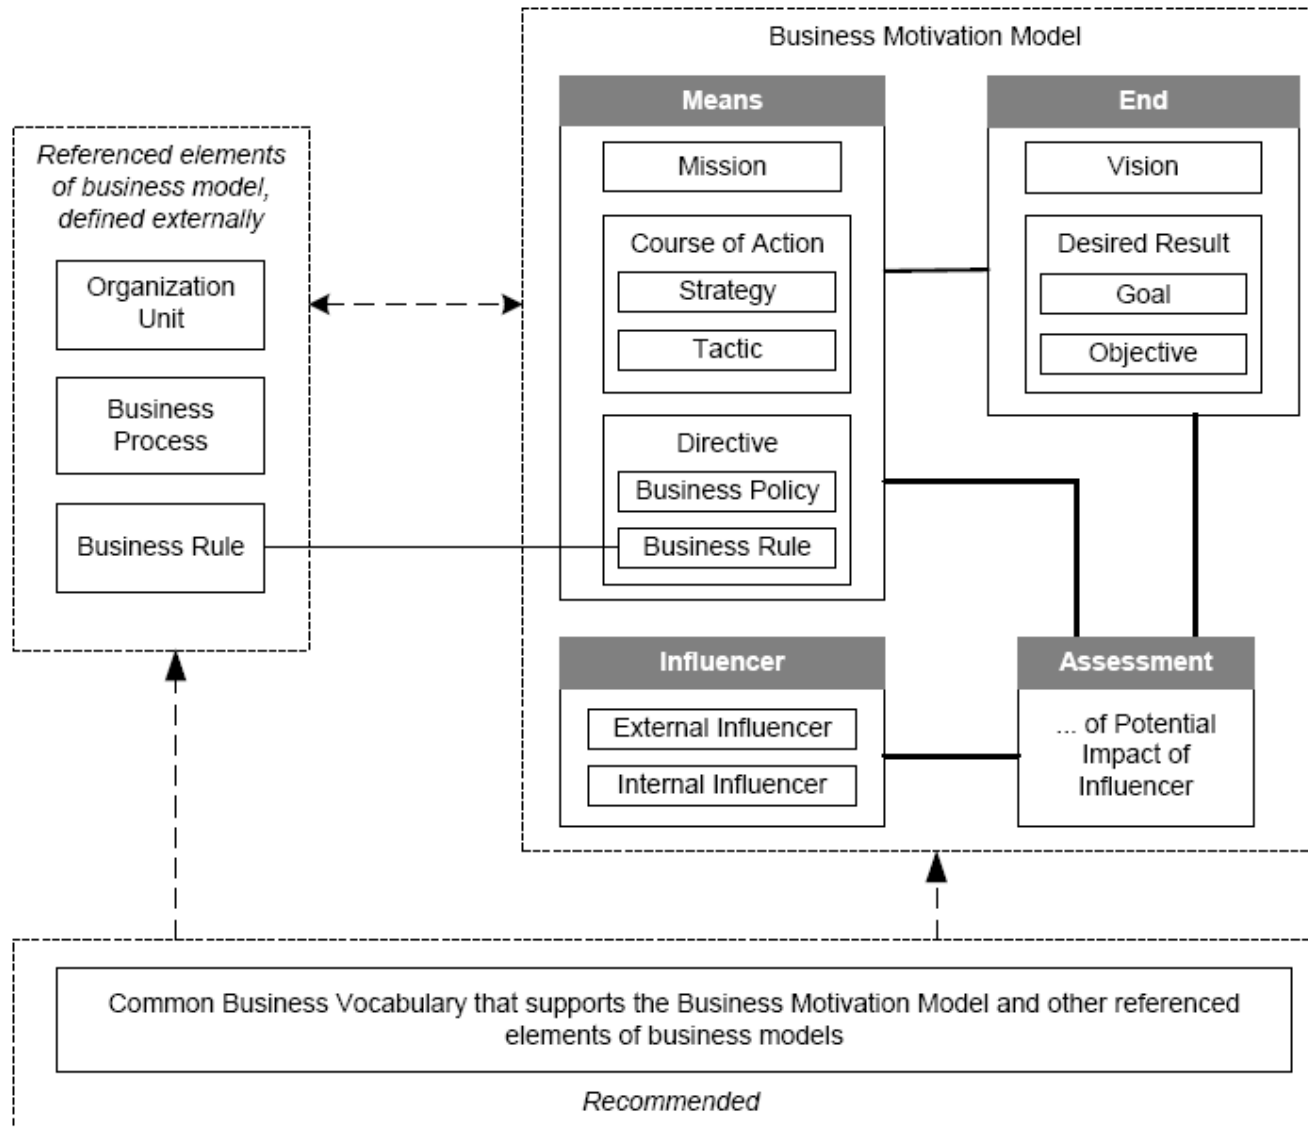 Business Motivation Model
Referenced elements
of business model,
defined externally
Organization
Unit
Business
Process
Business Rule
Means
Mission
Course of Action
Strategy
Tactic
Directive
Business Policy
Business Rule
End
Vision
Desired Result
Goal
Objective
Influencer
External Influencer
Internal Influencer
Assessment
... of Potential
Impact of
Influencer
Common Business Vocabulary that supports the Business Motivation Model and other referenced
elements of business models
Recommended